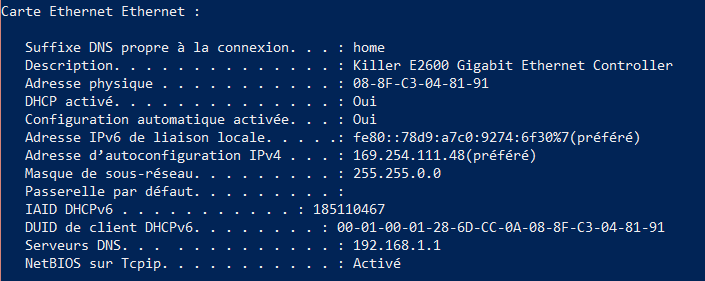 Carte Ethernet Ethernet :
Suffixe DNS propre à la connexion. . . : home
Description. . . . . . . . . . . . . . : Killer E2600 Gigabit Ethernet Controller
Adresse physique . . . . . . . . . . . : 08-8F-C3-04-81-91
DHCP activé. . . . . . . . . . . . . . : Oui
Configuration automatique activée. . . : Oui
Adresse IPv6 de liaison locale. . . . .: fe80::78d9:a7c0:9274:6f30%7(préféré)
Adresse d’autoconfiguration IPv4 . . . : 169.254.111.48(préféré)
Masque de sous-réseau. . . . . . . . . : 255.255.0.0
Passerelle par défaut. . . . . . . . . :
IAID DHCPv6 . . . . . . . . . . . : 185110467
DUID de client DHCPv6. . . . . . . . : 00-01-00-01-28-6D-CC-0A-08-8F-C3-04-81-91
Serveurs DNS. . . . . . . . . . . . . : 192.168.1.1
NetBIOS sur Tcpip. . . . . . . . . . . : Activé